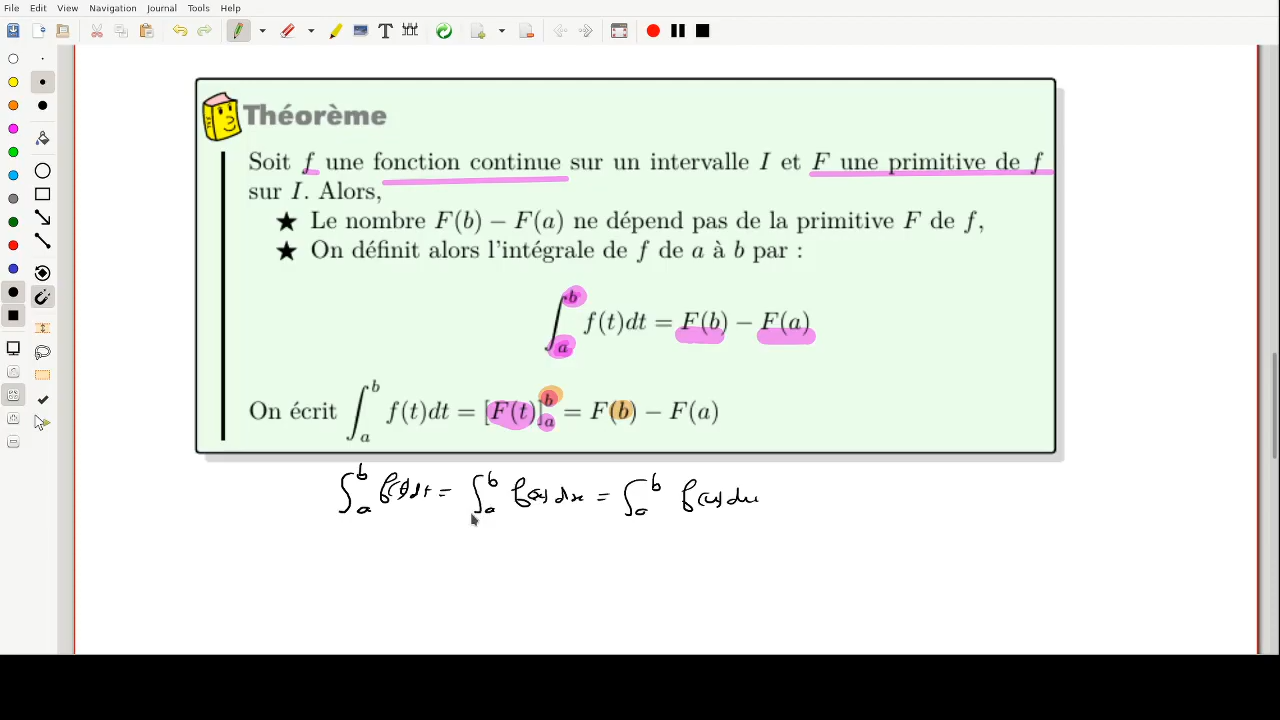 File Edit View Navigation Journal Tools Help
Théorème
Soit f une fonction continue sur un intervalle I et F une primitive de f
sur I. Alors,
★ Le nombre F(b) − F(a) ne dépend pas de la primitive F de f,
★ On définit alors l'intégrale de f de a à b par :
∫_a^b f(t)dt = F(b) − F(a)
On écrit ∫_a^b f(t)dt = [F(t)]_a^b = F(b) − F(a)
∫_a^b f(t)dt = ∫_a^b f(x)dx = ∫_a^b f(u)du